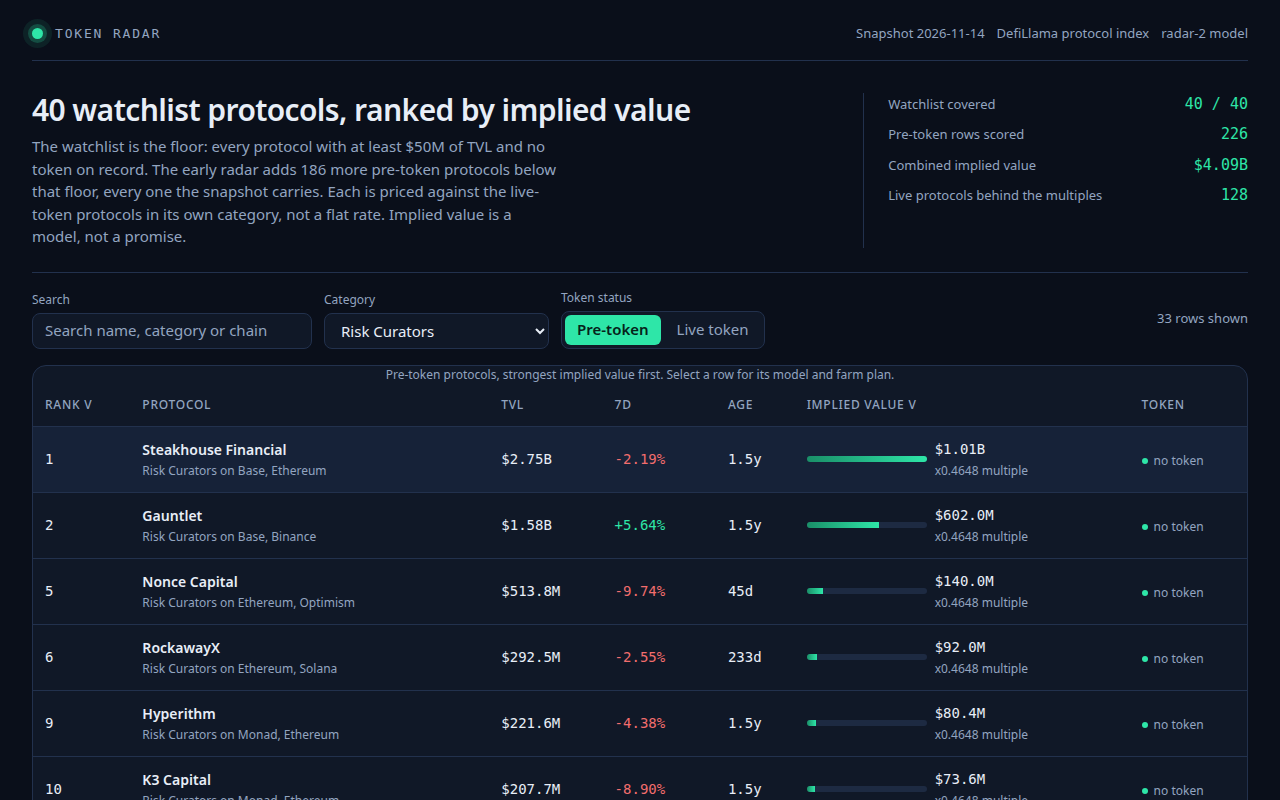 TOKEN RADAR
Snapshot 2026-11-14 DefiLlama protocol index radar-2 model
40 watchlist protocols, ranked by implied value
The watchlist is the floor: every protocol with at least $50M of TVL and no
token on record. The early radar adds 186 more pre-token protocols below
that floor, every one the snapshot carries. Each is priced against the live-
token protocols in its own category, not a flat rate. Implied value is a
model, not a promise.
Watchlist covered 40 / 40
Pre-token rows scored 226
Combined implied value $4.09B
Live protocols behind the multiples 128
Search
Category
Token status
Search name, category or chain
Risk Curators
Pre-token
Live token
33 rows shown
Pre-token protocols, strongest implied value first. Select a row for its model and farm plan.
RANK V PROTOCOL TVL 7D AGE IMPLIED VALUE V TOKEN
1 Steakhouse Financial $2.75B -2.19% 1.5y $1.01B no token
Risk Curators on Base, Ethereum x0.4648 multiple
2 Gauntlet $1.58B +5.64% 1.5y $602.0M no token
Risk Curators on Base, Binance x0.4648 multiple
5 Nonce Capital $513.8M -9.74% 45d $140.0M no token
Risk Curators on Ethereum, Optimism x0.4648 multiple
6 RockawayX $292.5M -2.55% 233d $92.0M no token
Risk Curators on Ethereum, Solana x0.4648 multiple
9 Hyperithm $221.6M -4.38% 1.5y $80.4M no token
Risk Curators on Monad, Ethereum x0.4648 multiple
10 K3 Capital $207.7M -8.90% 1.5y $73.6M no token
Risk Curators on Monad, Ethereum x0.4648 multiple